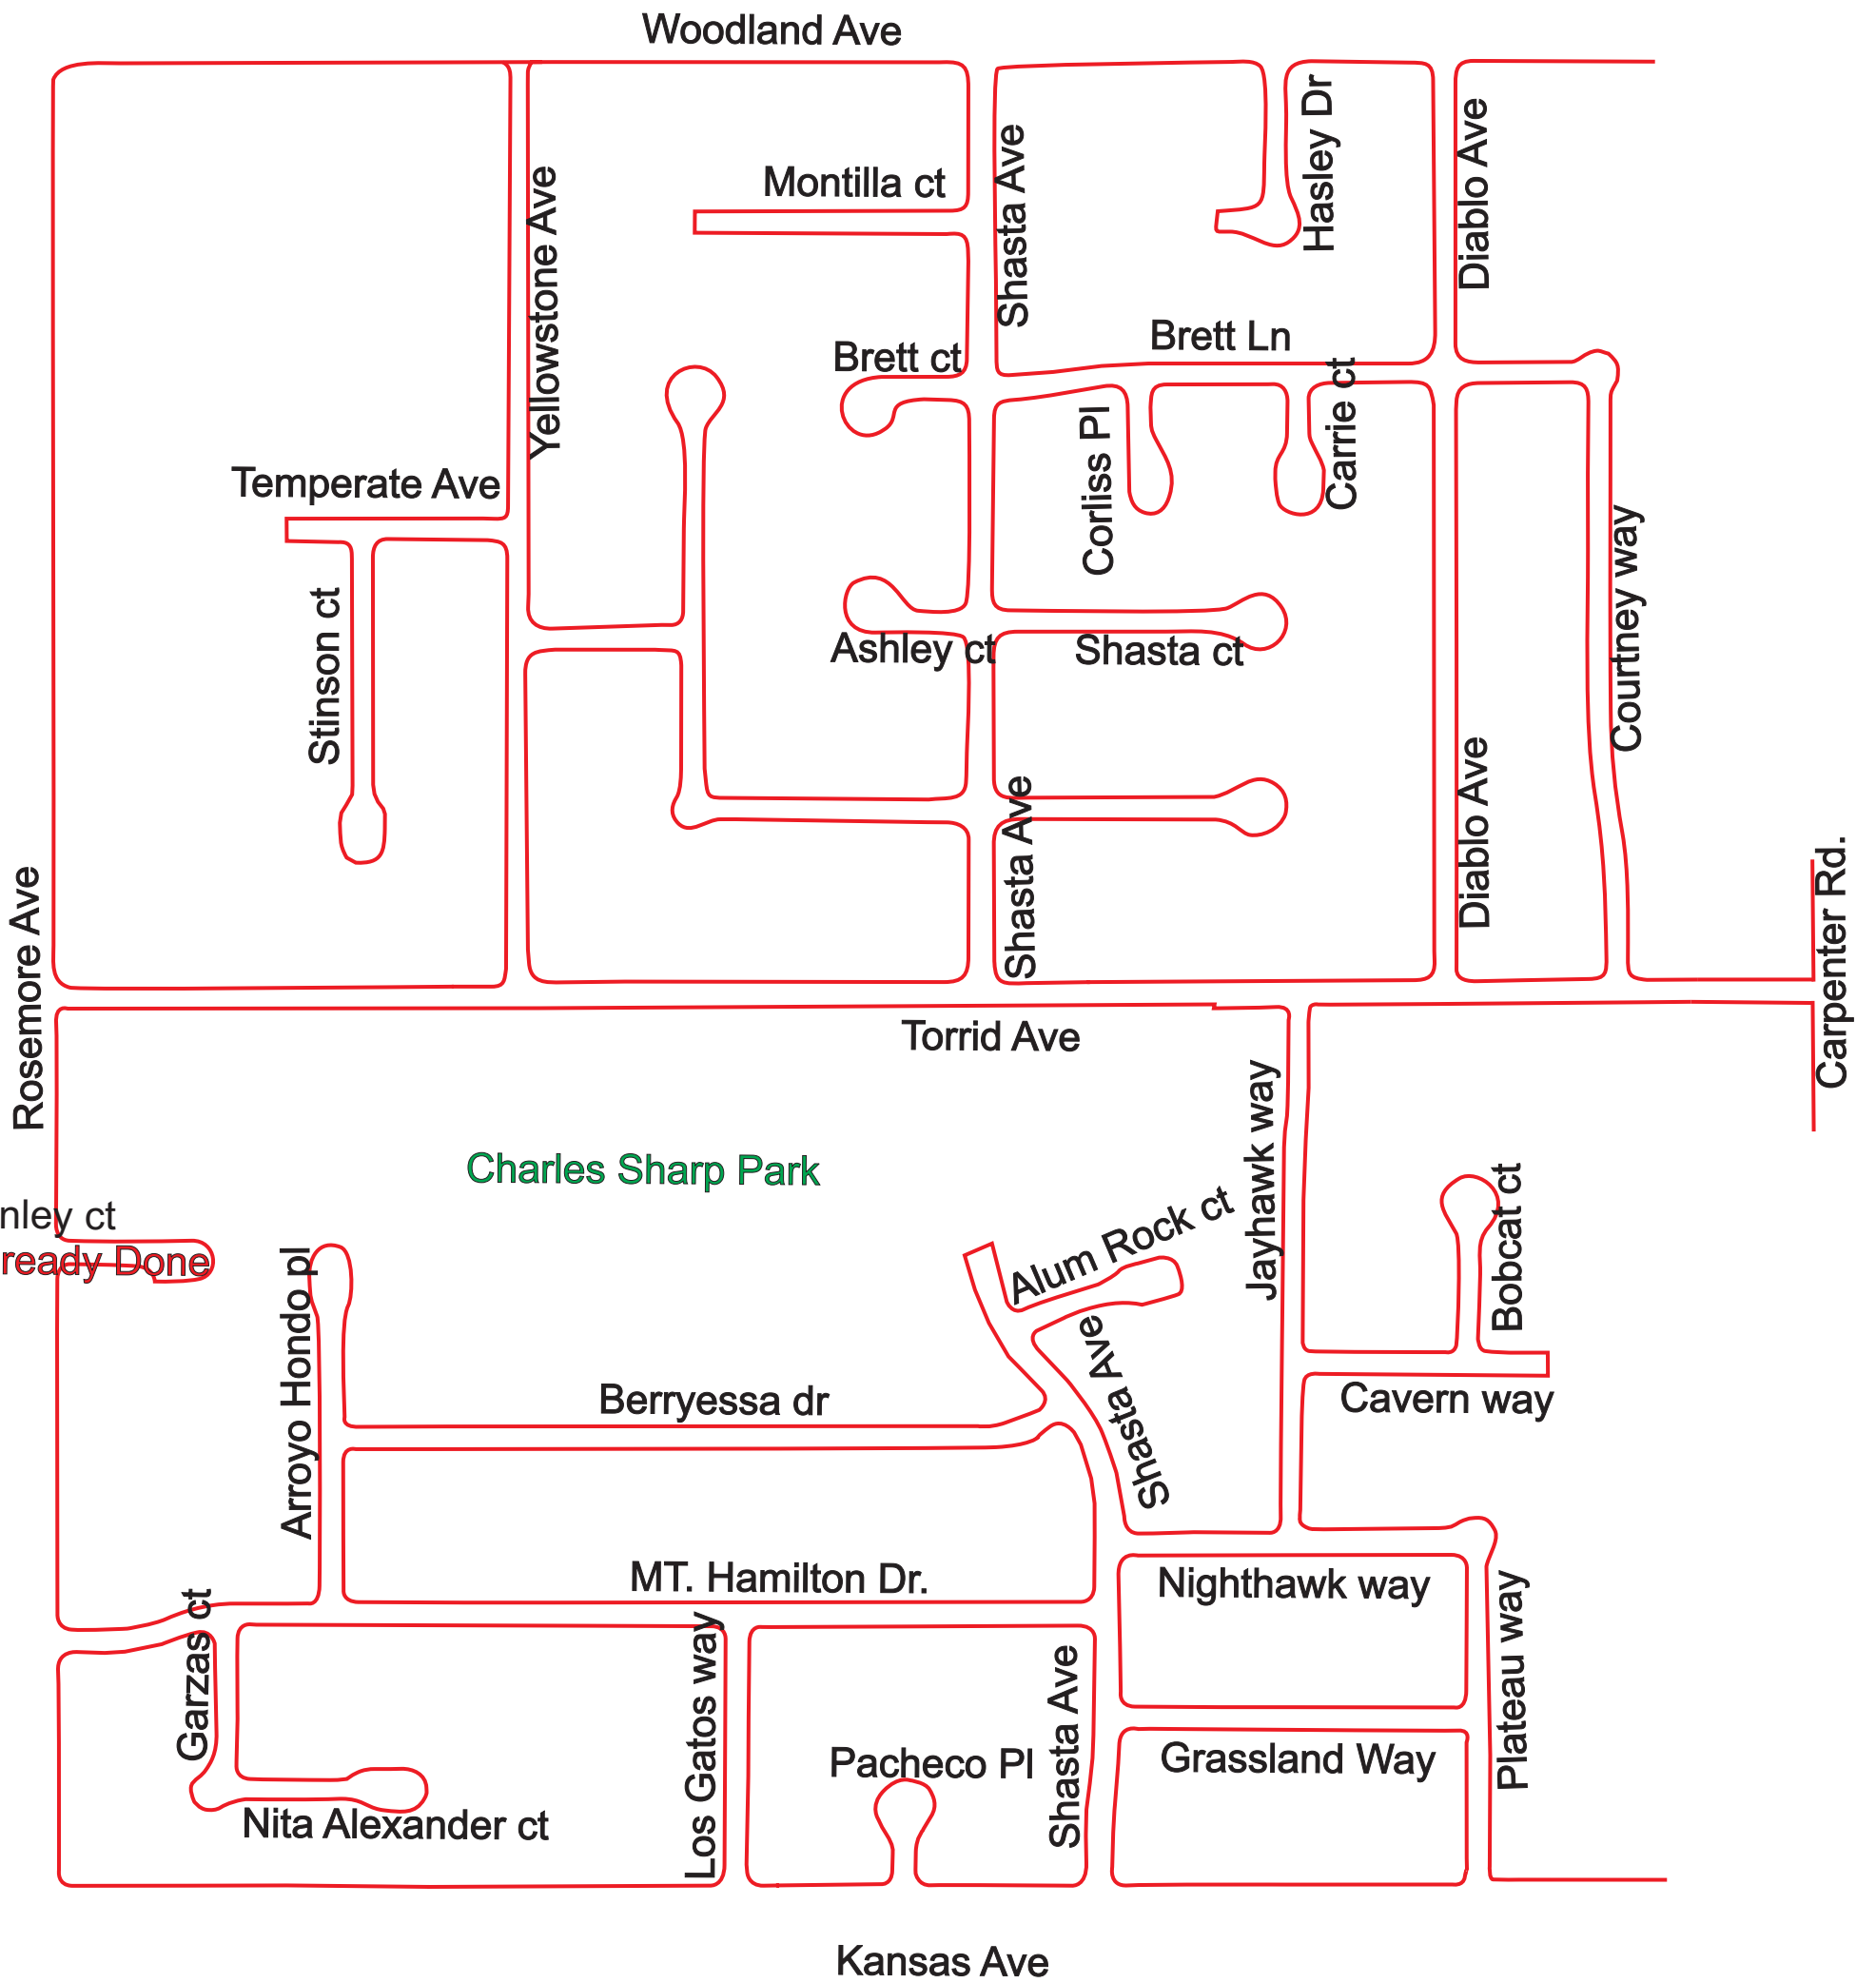 Woodland Ave
Hasley Dr
Diablo Ave
Shasta Ave
Montilla ct
Yellowstone Ave
Brett Ln
Brett ct
Carrie ct
Corliss Pl
Temperate Ave
Courtney way
Stinson ct
Ashley ct
Shasta ct
Diablo Ave
Shasta Ave
Carpenter Rd.
Rosemore Ave
Torrid Ave
Jayhawk way
Charles Sharp Park
Bobcat ct
Alum Rock ct
nley ct
ready Done
Arroyo Hondo pl
Shasta Ave
Berryessa dr
Cavern way
MT. Hamilton Dr.
Nighthawk way
Plateau way
Garzas ct
Los Gatos way
Shasta Ave
Pacheco Pl
Grassland Way
Nita Alexander ct
Kansas Ave